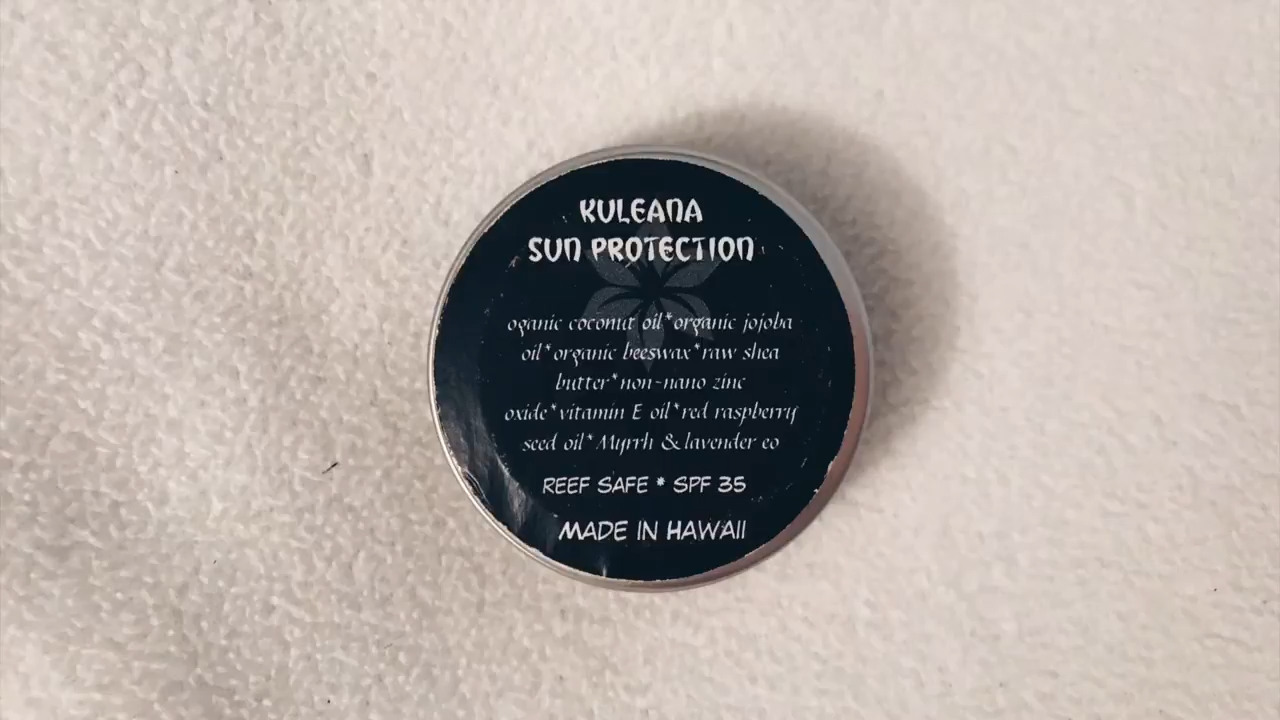 KULEANA
SUN PROTECTION
oganic coconut oil*organic jojoba
oil*organic beeswax*raw shea
butter*non-nano zinc
oxide*vitamin E oil*red raspberry
seed oil*Myrrh & lavender eo
REEF SAFE * SPF 35
MADE IN HAWAII